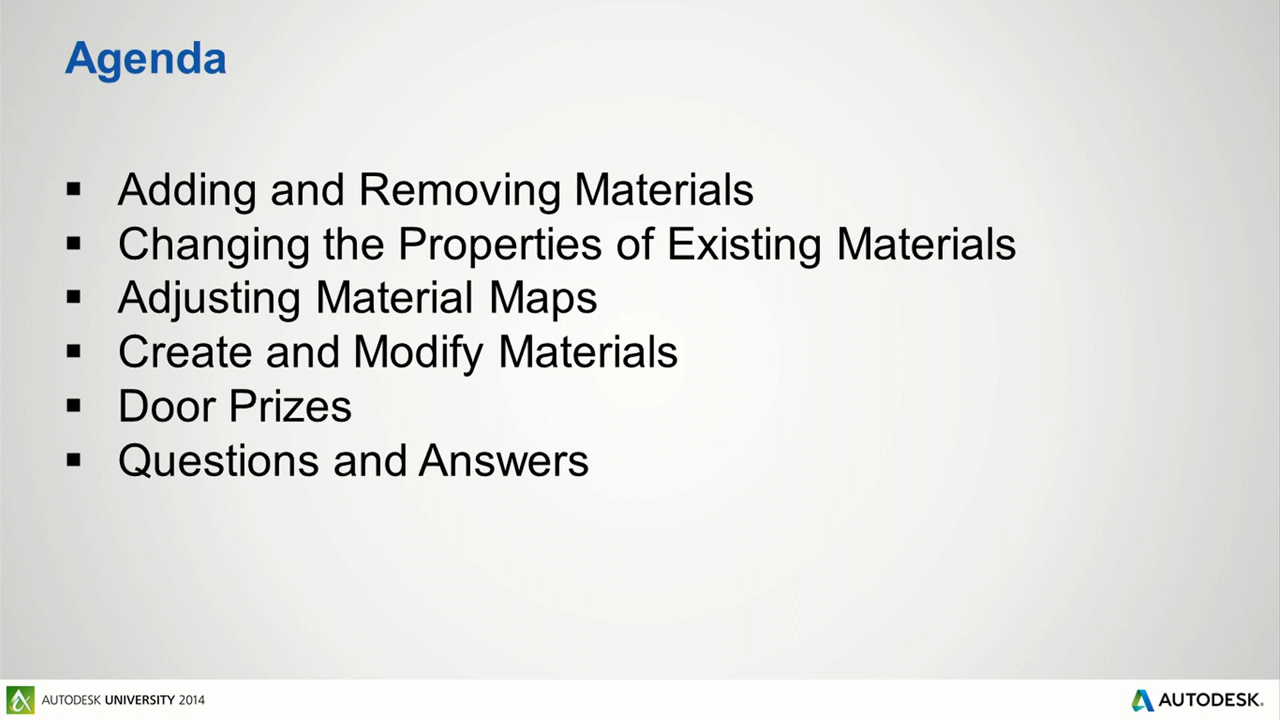 Agenda
▪ Adding and Removing Materials
▪ Changing the Properties of Existing Materials
▪ Adjusting Material Maps
▪ Create and Modify Materials
▪ Door Prizes
▪ Questions and Answers
AUTODESK UNIVERSITY 2014
AUTODESK.